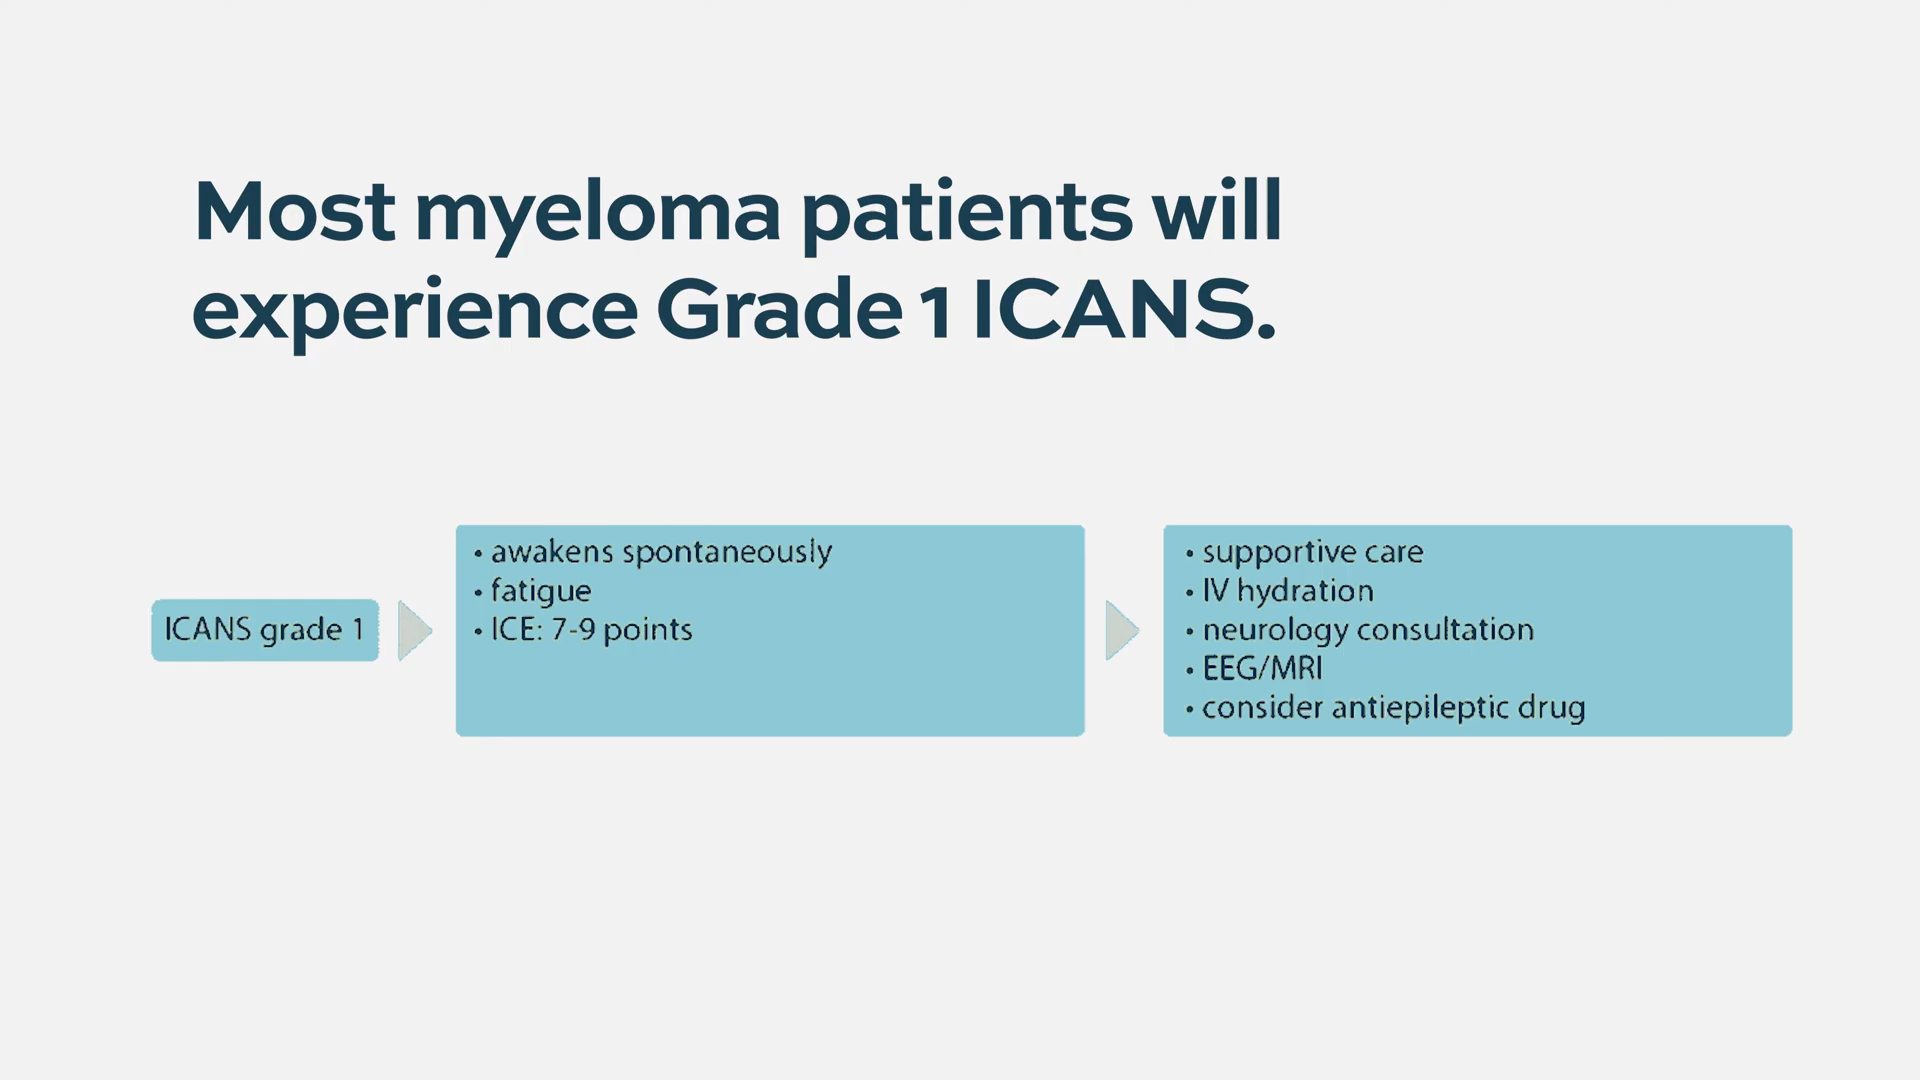 Most myeloma patients will
experience Grade 1 ICANS.
ICANS grade 1
• awakens spontaneously
• fatigue
• ICE: 7-9 points
• supportive care
• IV hydration
• neurology consultation
• EEG/MRI
• consider antiepileptic drug